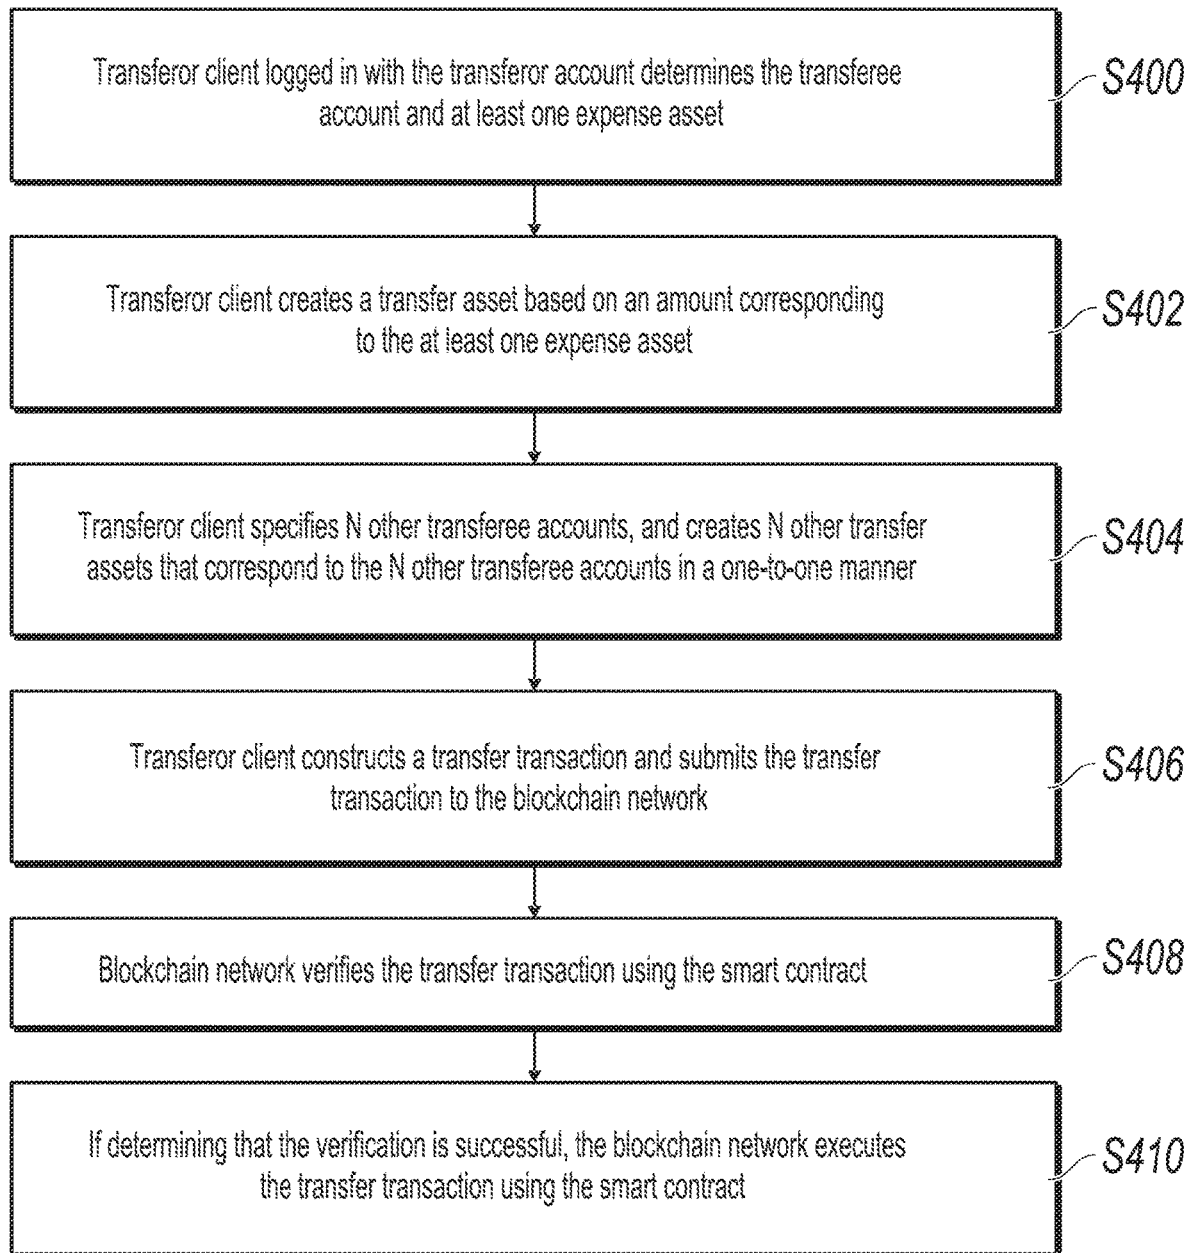 Transferor client logged in with the transferor account determines the transferee
account and at least one expense asset
S400
Transferor client creates a transfer asset based on an amount corresponding
to the at least one expense asset
S402
Transferor client specifies N other transferee accounts, and creates N other transfer
assets that correspond to the N other transferee accounts in a one-to-one manner
S404
Transferor client constructs a transfer transaction and submits the transfer
transaction to the blockchain network
S406
Blockchain network verifies the transfer transaction using the smart contract
S408
If determining that the verification is successful, the blockchain network executes
the transfer transaction using the smart contract
S410